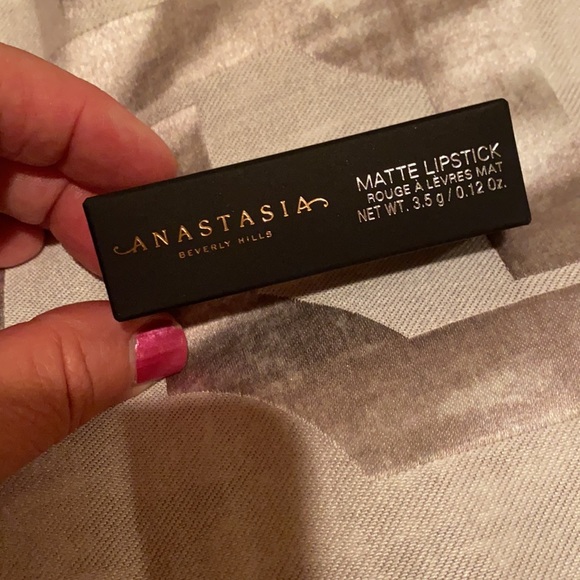 ANASTASIA
BEVERLY HILLS
MATTE LIPSTICK
ROUGE À LÈVRES MAT
NET WT. 3.5 g / 0.12 Oz.